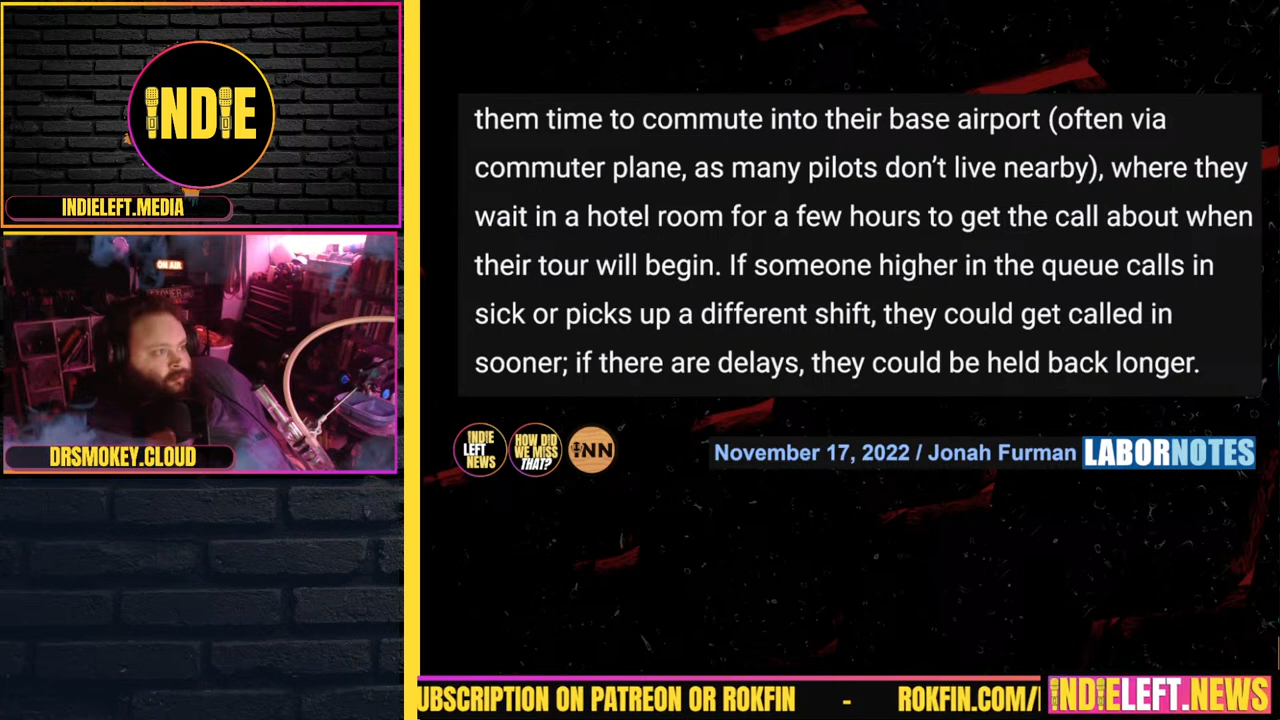 INDIE
INDIELEFT.MEDIA
ON AIR
DRSMOKEY.CLOUD
them time to commute into their base airport (often via
commuter plane, as many pilots don’t live nearby), where they
wait in a hotel room for a few hours to get the call about when
their tour will begin. If someone higher in the queue calls in
sick or picks up a different shift, they could get called in
sooner; if there are delays, they could be held back longer.
INDIE
LEFT
NEWS
HOW DID
WE MISS
THAT?
INN
November 17, 2022 / Jonah Furman LABORNOTES
UBSCRIPTION ON PATREON OR ROKFIN - ROKFIN.COM/
INDIELEFT.NEWS